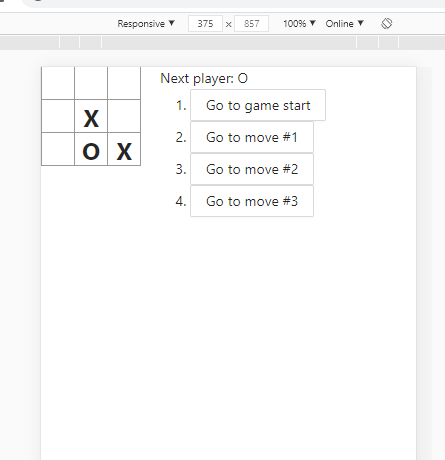 Responsive ▼ 375 × 857 100% ▼ Online ▼
Next player: O
1. Go to game start
X
2. Go to move #1
O X
3. Go to move #2
4. Go to move #3